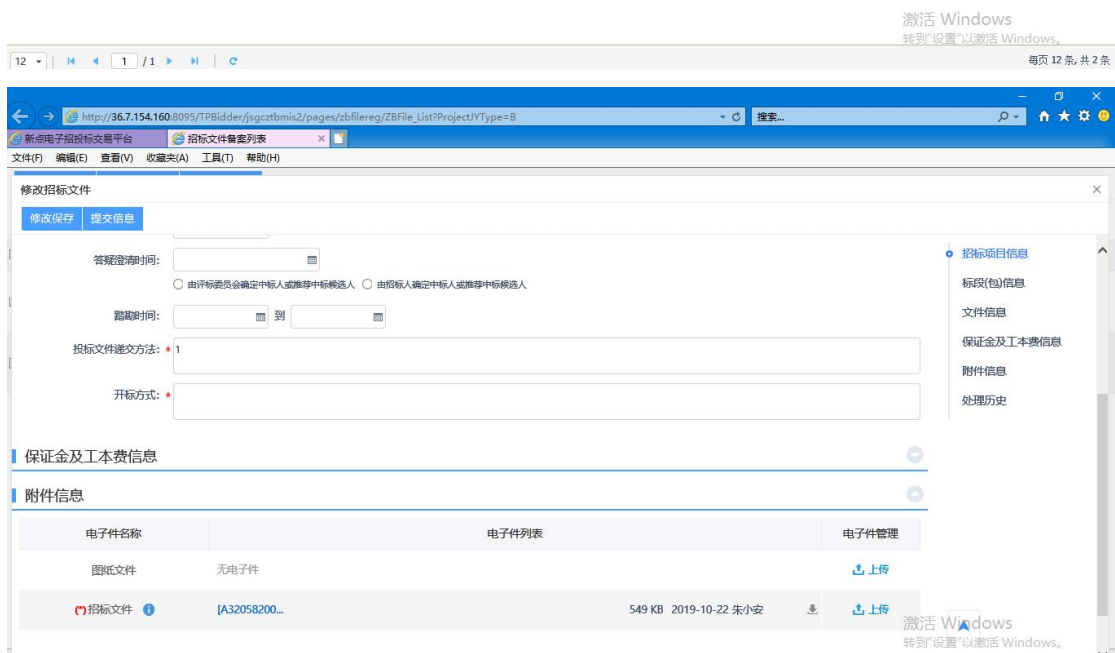 激活 Windows
转到"设置"以激活 Windows。
12 1 /1 每页 12 条, 共 2 条
http://36.7.154.160:8095/TPBidder/jsgcztbmis2/pages/zbfilereg/ZBFile_List?ProjectJYType=B 搜索...
新点电子招投标交易平台 招标文件备案列表
文件(F) 编辑(E) 查看(V) 收藏夹(A) 工具(T) 帮助(H)
修改招标文件
修改保存 提交信息
答疑澄清时间:
由评标委员会确定中标人或推荐中标候选人 由招标人确定中标人或推荐中标候选人
踏勘时间: 到
投标文件递交方法: * 1
开标方式: *
招标项目信息
标段(包)信息
文件信息
保证金及工本费信息
附件信息
处理历史
保证金及工本费信息
附件信息
电子件名称 电子件列表 电子件管理
图纸文件 无电子件 上传
(*)招标文件 [A32058200... 549 KB 2019-10-22 朱小安 上传
激活 Windows
转到"设置"以激活 Windows。